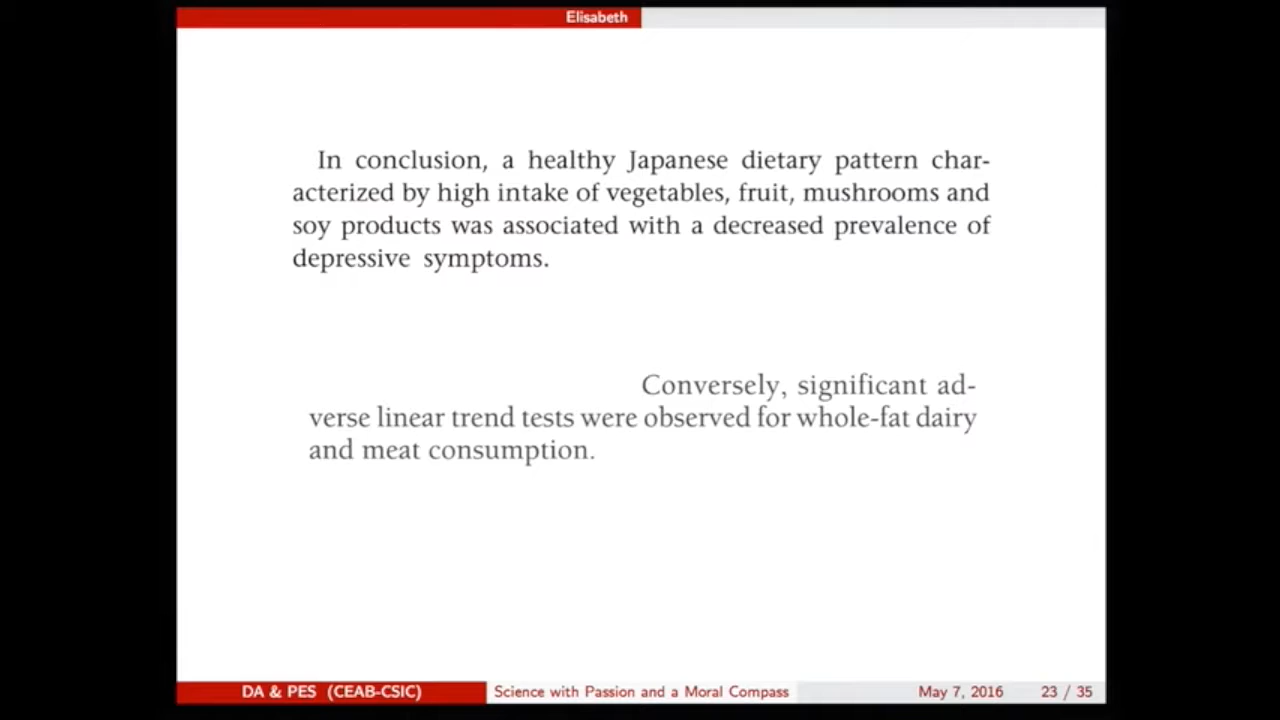 Elisabeth
In conclusion, a healthy Japanese dietary pattern char-
acterized by high intake of vegetables, fruit, mushrooms and
soy products was associated with a decreased prevalence of
depressive symptoms.
Conversely, significant ad-
verse linear trend tests were observed for whole-fat dairy
and meat consumption.
DA & PES (CEAB-CSIC) Science with Passion and a Moral Compass May 7, 2016 23 / 35